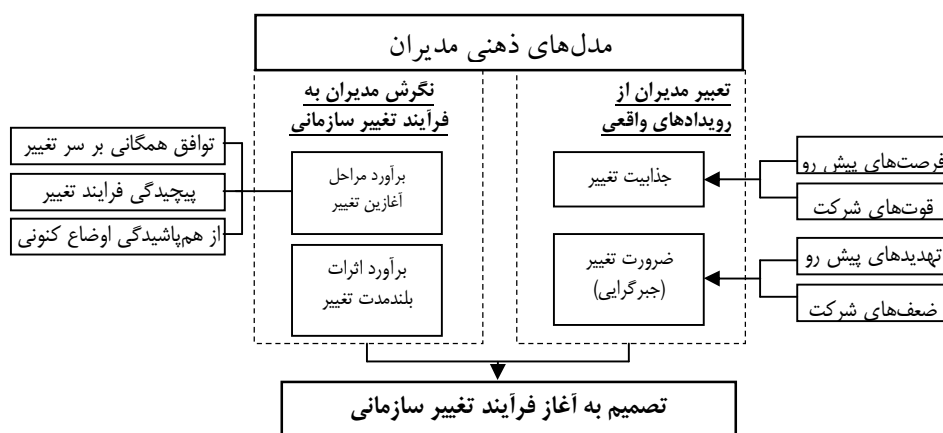 مدل‌های ذهنی مدیران
تعبیر مدیران از
رویدادهای واقعی
جذابیت تغییر
ضرورت تغییر
(جبرگرایی)
فرصت‌های پیش رو
قوت‌های شرکت
تهدیدهای پیش رو
ضعف‌های شرکت
نگرش مدیران به
فرآیند تغییر سازمانی
برآورد مراحل
آغازین تغییر
برآورد اثرات
بلندمدت تغییر
توافق همگانی بر سر تغییر
پیچیدگی فرایند تغییر
از هم‌پاشیدگی اوضاع کنونی
تصمیم به آغاز فرآیند تغییر سازمانی